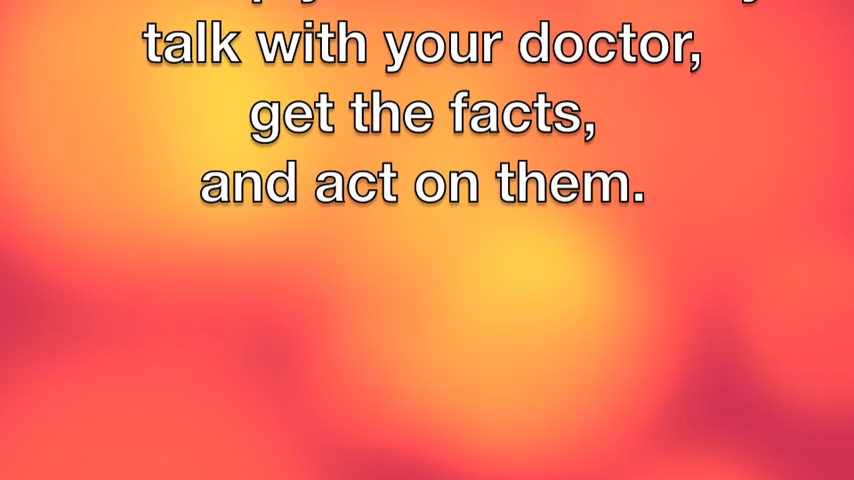 talk with your doctor,
get the facts,
and act on them.